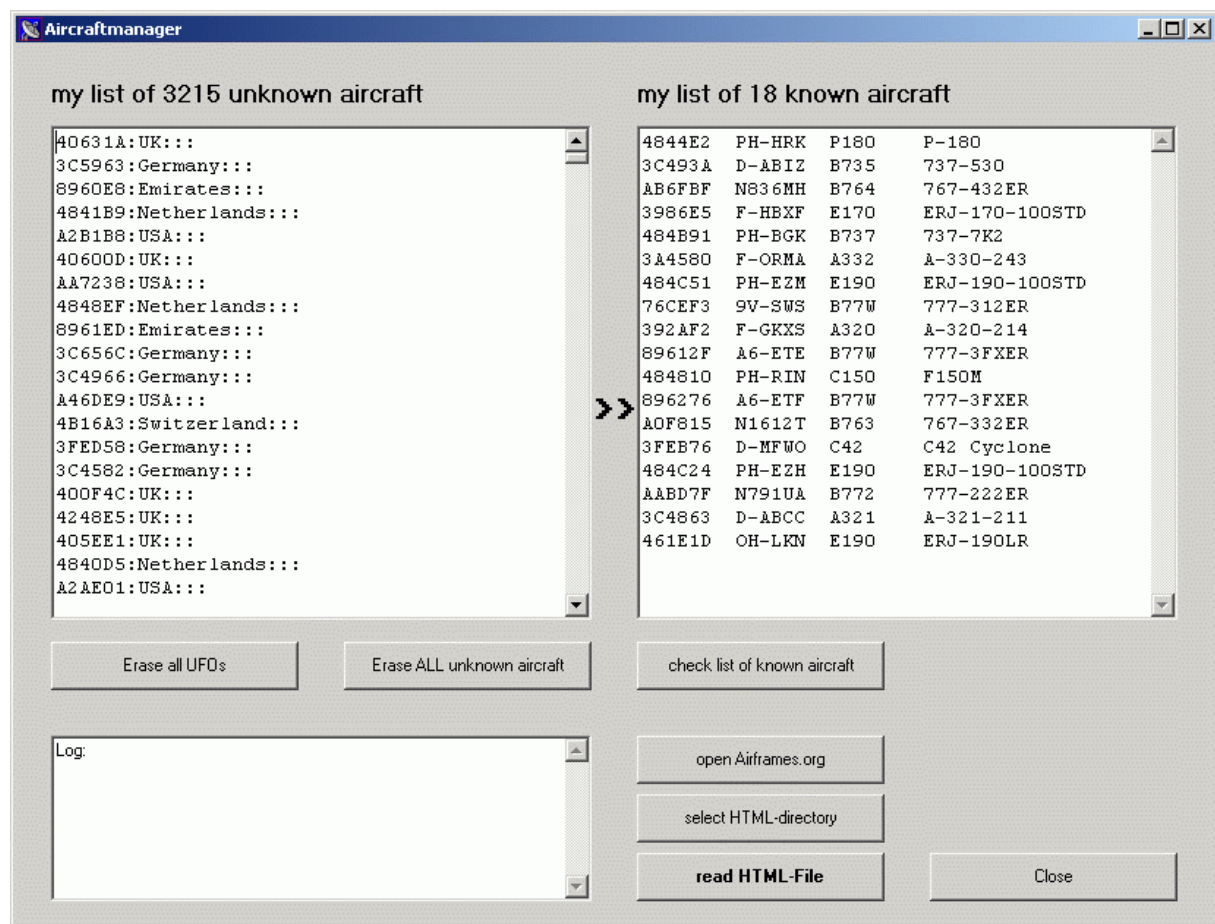 Aircraftmanager
my list of 3215 unknown aircraft
40631A:UK:::
3C5963:Germany:::
8960E8:Emirates:::
4841B9:Netherlands:::
A2B1B8:USA:::
40600D:UK:::
AA7238:USA:::
4848EF:Netherlands:::
8961ED:Emirates:::
3C656C:Germany:::
3C4966:Germany:::
A46DE9:USA:::
4B16A3:Switzerland:::
3FED58:Germany:::
3C4582:Germany:::
400F4C:UK:::
4248E5:UK:::
405EE1:UK:::
4840D5:Netherlands:::
A2AE01:USA:::
>>
my list of 18 known aircraft
4844E2 PH-HRK P180 P-180
3C493A D-ABIZ B735 737-530
AB6FBF N836MH B764 767-432ER
3986E5 F-HBXF E170 ERJ-170-100STD
484B91 PH-BGK B737 737-7K2
3A4580 F-ORMA A332 A-330-243
484C51 PH-EZM E190 ERJ-190-100STD
76CEF3 9V-SWS B77W 777-312ER
392AF2 F-GKXS A320 A-320-214
89612F A6-ETE B77W 777-3FXER
484810 PH-RIN C150 F150M
896276 A6-ETF B77W 777-3FXER
A0F815 N1612T B763 767-332ER
3FEB76 D-MFWO C42 C42 Cyclone
484C24 PH-EZH E190 ERJ-190-100STD
AABD7F N791UA B772 777-222ER
3C4863 D-ABCC A321 A-321-211
461E1D OH-LKN E190 ERJ-190LR
Erase all UFOs
Erase ALL unknown aircraft
check list of known aircraft
Log:
open Airframes.org
select HTML-directory
read HTML-File
Close